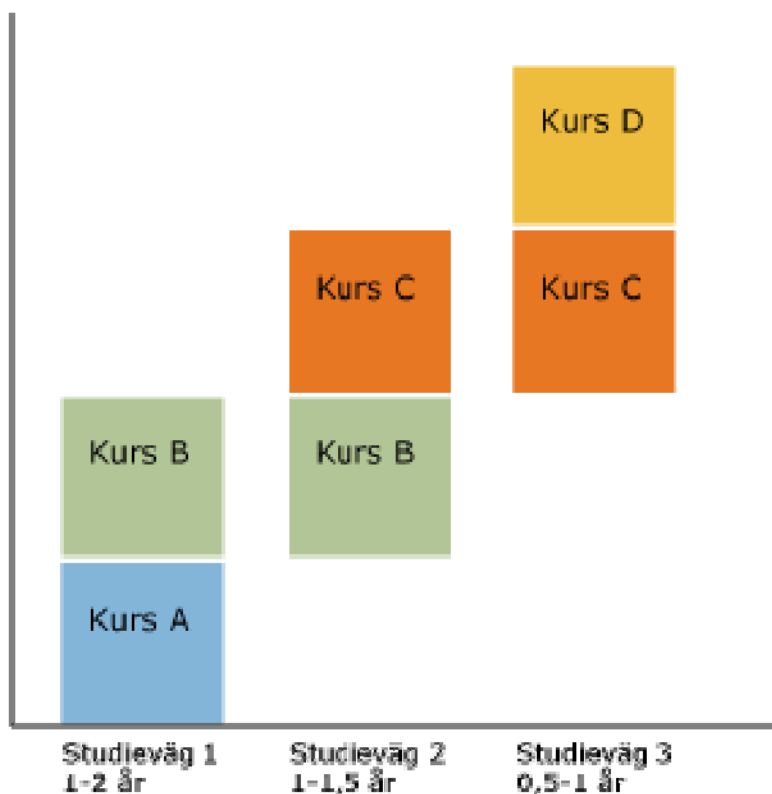 Kurs D
Kurs C
Kurs C
Kurs B
Kurs B
Kurs A
Studieväg 1
1-2 år
Studieväg 2
1-1,5 år
Studieväg 3
0,5-1 år